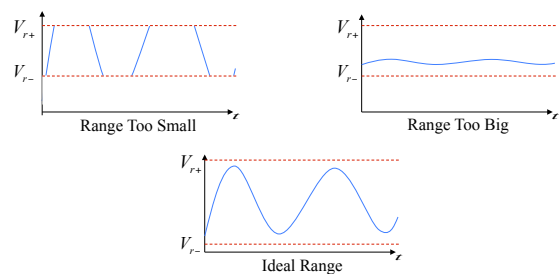 V_{r+}
V_{r−}
t
Range Too Small
V_{r+}
V_{r−}
t
Range Too Big
V_{r+}
V_{r−}
t
Ideal Range